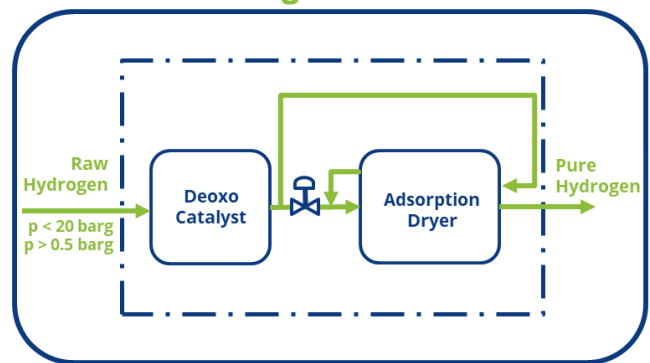 Raw
Hydrogen
p < 20 barg
p > 0.5 barg
Deoxo
Catalyst
Adsorption
Dryer
Pure
Hydrogen